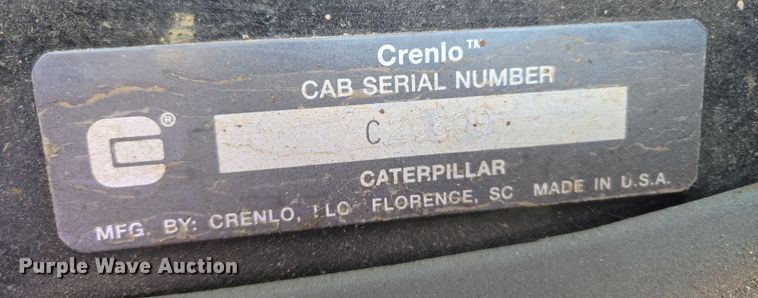 Crenlo™
CAB SERIAL NUMBER
®
CATERPILLAR
MFG. BY: CRENLO, LLC FLORENCE, SC MADE IN U.S.A.
Purple Wave Auction